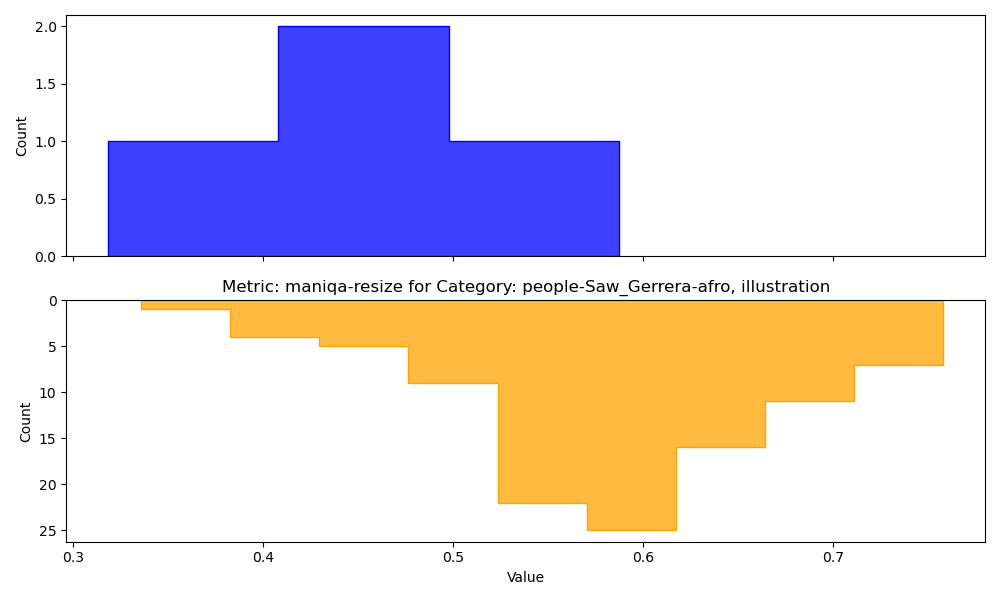 2.0
1.5
1.0
0.5
0.0
Count
Metric: maniqa-resize for Category: people-Saw_Gerrera-afro, illustration
0
5
10
15
20
25
Count
0.3 0.4 0.5 0.6 0.7
Value